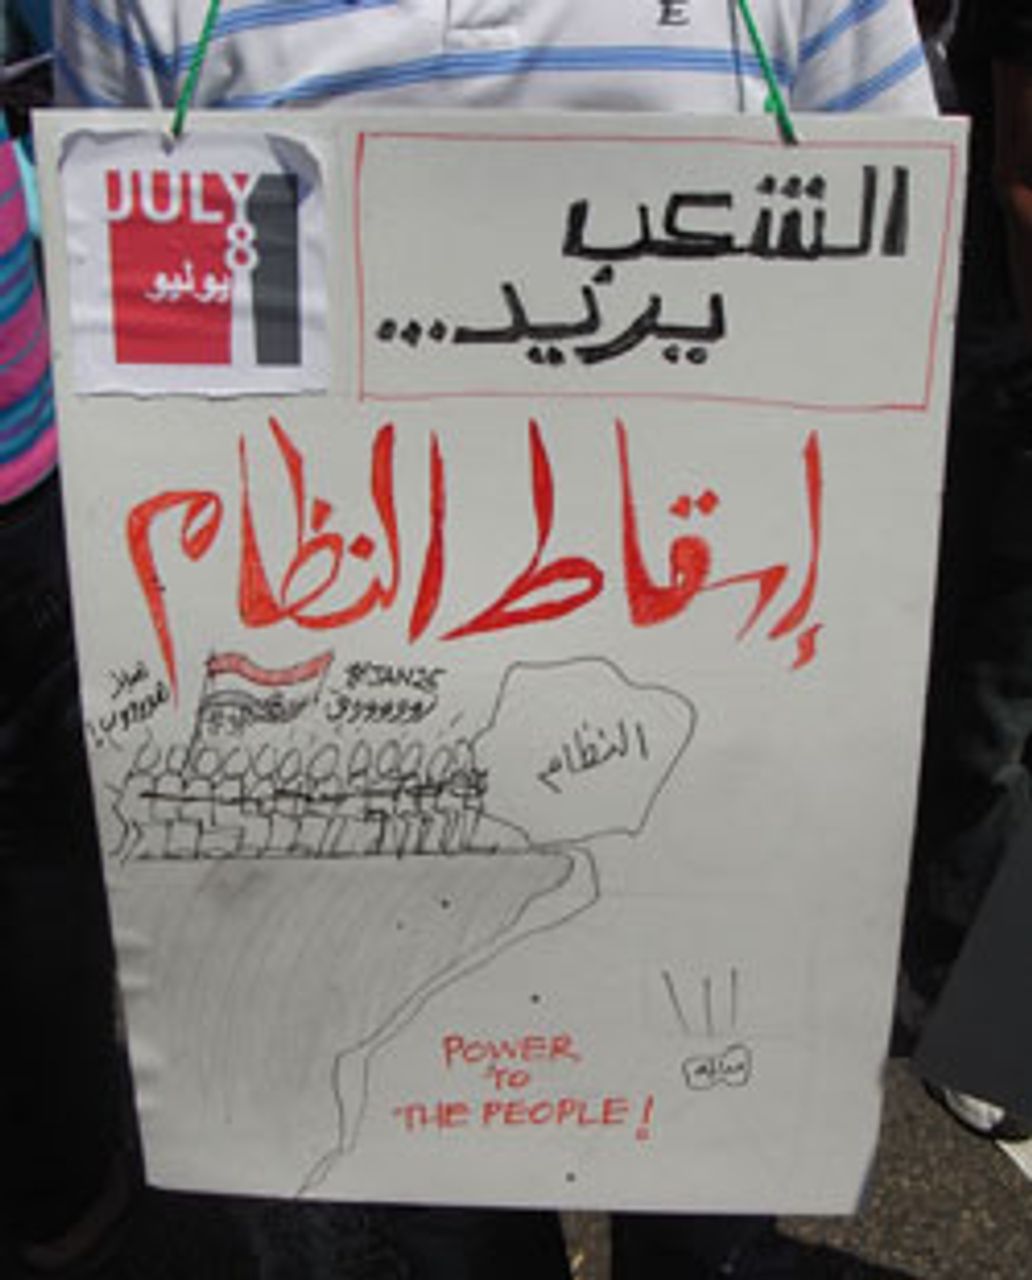 E
JULY
8
يوليو
الشعب
يريد...
إسقاط النظام
#JAN25
النظام
POWER
TO
THE PEOPLE!